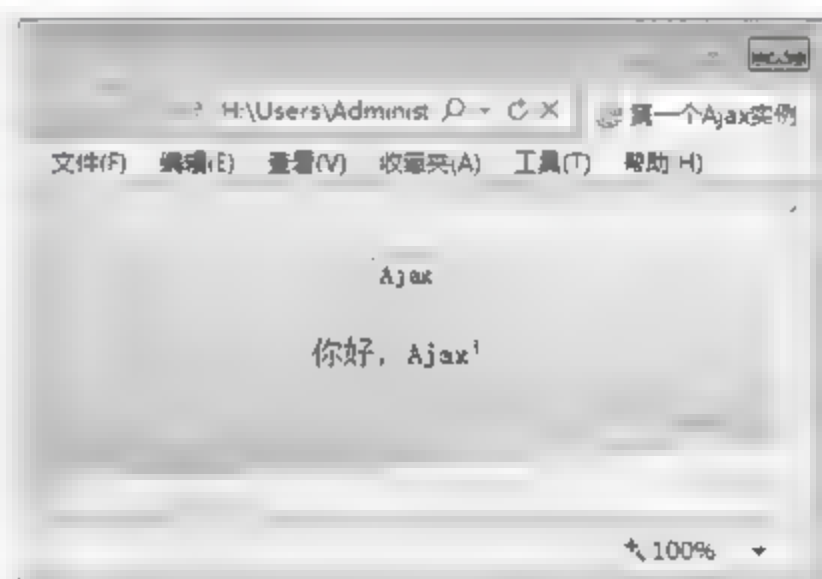 H:\Users\Administ
第一个Ajax实例
文件(F) 编辑(E) 查看(V) 收藏夹(A) 工具(T) 帮助(H)
Ajax
你好，Ajax!
100%